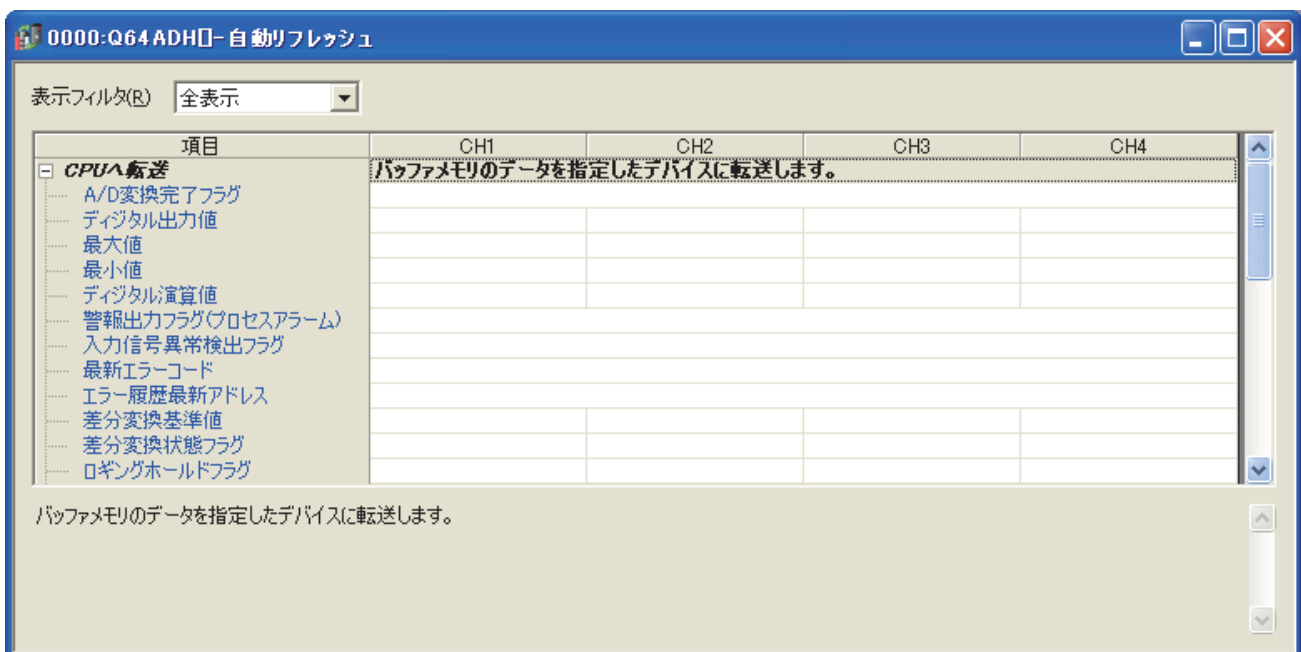 0000:Q64ADH[]-自動リフレッシュ
表示フィルタ(R) 全表示
項目 CH1 CH2 CH3 CH4
CPUへ転送 バッファメモリのデータを指定したデバイスに転送します。
A/D変換完了フラグ
ディジタル出力値
最大値
最小値
ディジタル演算値
警報出力フラグ(プロセスアラーム)
入力信号異常検出フラグ
最新エラーコード
エラー履歴最新アドレス
差分変換基準値
差分変換状態フラグ
ロギングホールドフラグ
バッファメモリのデータを指定したデバイスに転送します。